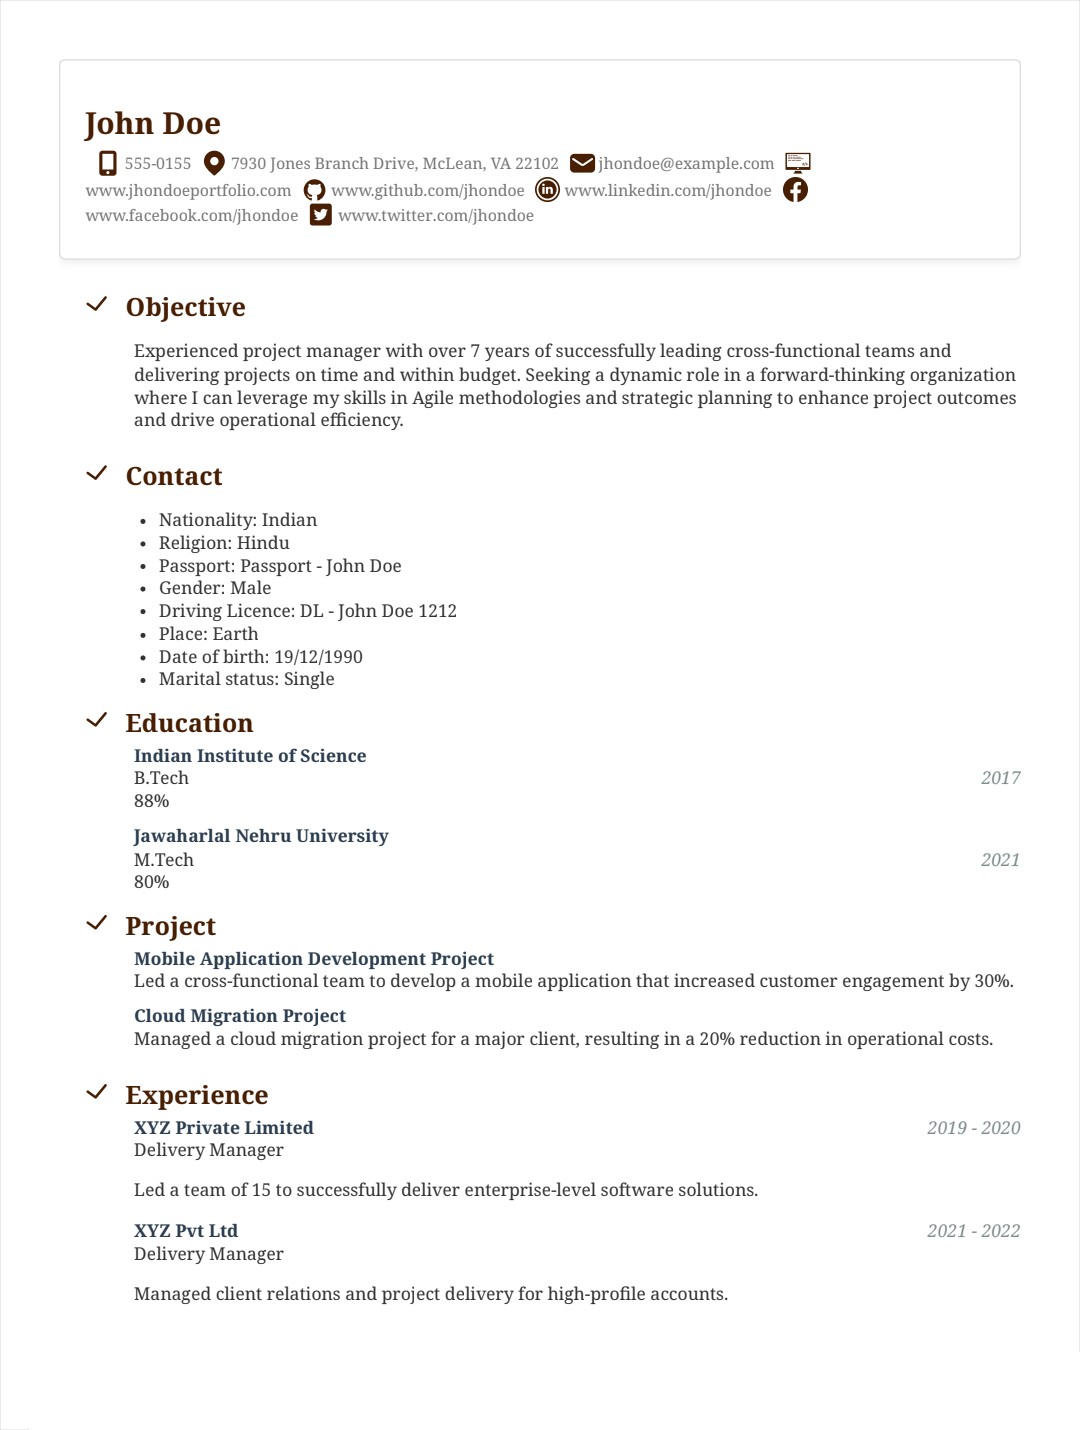 John Doe
555-0155 7930 Jones Branch Drive, McLean, VA 22102 jhondoe@example.com
www.jhondoeportfolio.com www.github.com/jhondoe www.linkedin.com/jhondoe
www.facebook.com/jhondoe www.twitter.com/jhondoe
Objective
Experienced project manager with over 7 years of successfully leading cross-functional teams and
delivering projects on time and within budget. Seeking a dynamic role in a forward-thinking organization
where I can leverage my skills in Agile methodologies and strategic planning to enhance project outcomes
and drive operational efficiency.
Contact
• Nationality: Indian
• Religion: Hindu
• Passport: Passport - John Doe
• Gender: Male
• Driving Licence: DL - John Doe 1212
• Place: Earth
• Date of birth: 19/12/1990
• Marital status: Single
Education
Indian Institute of Science
B.Tech 2017
88%
Jawaharlal Nehru University
M.Tech 2021
80%
Project
Mobile Application Development Project
Led a cross-functional team to develop a mobile application that increased customer engagement by 30%.
Cloud Migration Project
Managed a cloud migration project for a major client, resulting in a 20% reduction in operational costs.
Experience
XYZ Private Limited 2019 - 2020
Delivery Manager
Led a team of 15 to successfully deliver enterprise-level software solutions.
XYZ Pvt Ltd 2021 - 2022
Delivery Manager
Managed client relations and project delivery for high-profile accounts.